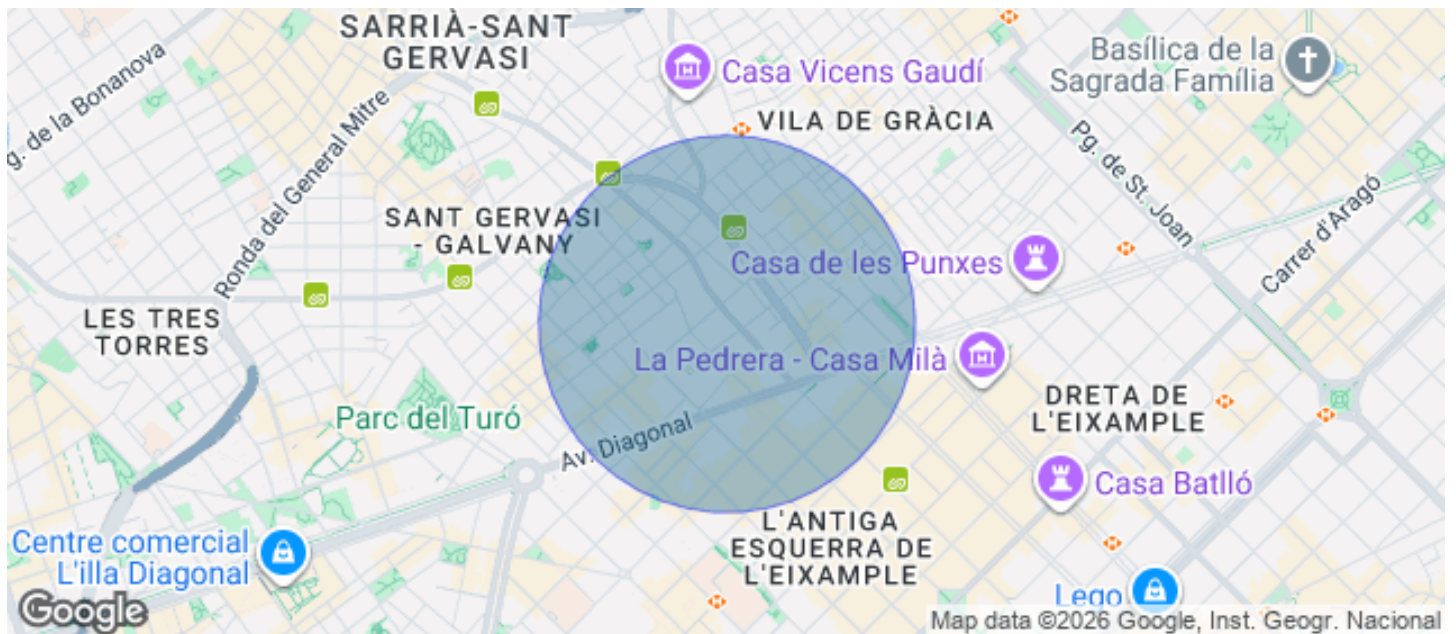 SARRIÀ-SANT
GERVASI
g. de la Bonanova
Ronda del General Mitre
Casa Vicens Gaudí
VILA DE GRÀCIA
Basílica de la
Sagrada Família
Pg. de St. Joan
Carrer d'Aragó
SANT GERVASI
- GALVANY
Casa de les Punxes
LES TRES
TORRES
La Pedrera - Casa Milà
Parc del Turó
Av. Diagonal
DRETA DE
L'EIXAMPLE
Casa Batlló
L'ANTIGA
ESQUERRA DE
L'EIXAMPLE
Centre comercial
L'illa Diagonal
Lego
Google
Map data ©2026 Google, Inst. Geogr. Nacional